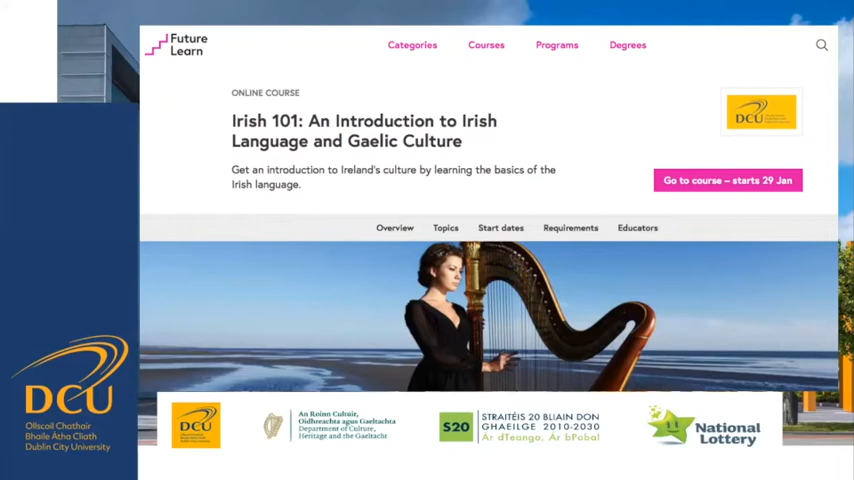 Future
Learn
Categories
Courses
Programs
Degrees
ONLINE COURSE
Irish 101: An Introduction to Irish
Language and Gaelic Culture
Get an introduction to Ireland's culture by learning the basics of the
Irish language.
DCU
Go to course – starts 29 Jan
Overview
Topics
Start dates
Requirements
Educators
DCU
Ollscoil Chathair
Bhaile Átha Cliath
Dublin City University
DCU
An Roinn Cultúir,
Oidhreachta agus Gaeltachta
Department of Culture,
Heritage and the Gaeltacht
S20
STRAITÉIS 20 BLIAIN DON
GHAEILGE 2010-2030
Ár dTeanga, Ár bPobal
National
Lottery